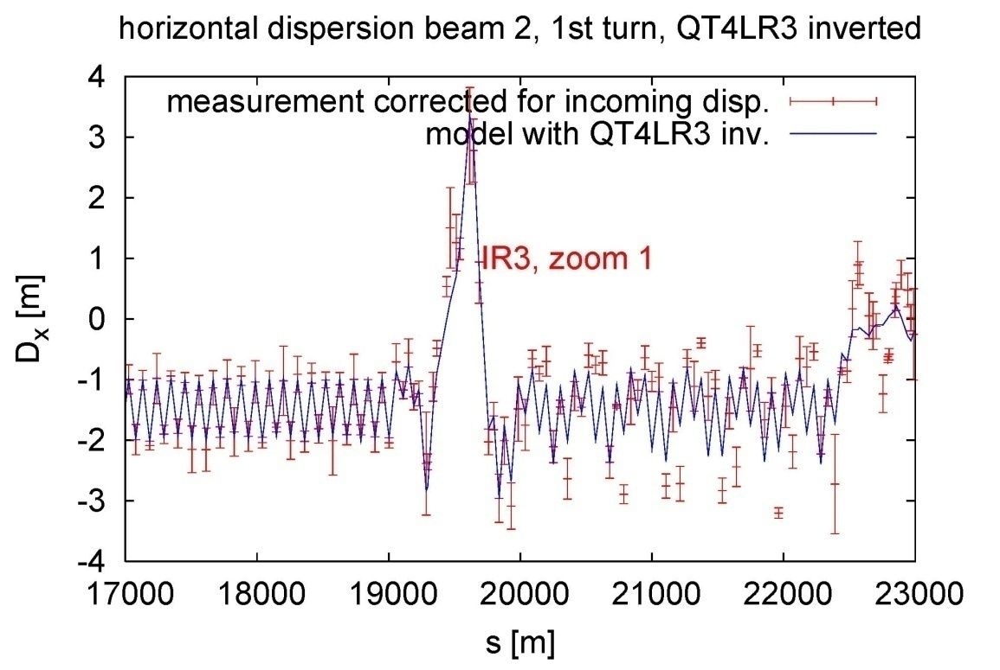 horizontal dispersion beam 2, 1st turn, QT4LR3 inverted
measurement corrected for incoming disp.
model with QT4LR3 inv.
IR3, zoom 1
4
3
2
1
0
-1
-2
-3
-4
Dx [m]
17000 18000 19000 20000 21000 22000 23000
s [m]